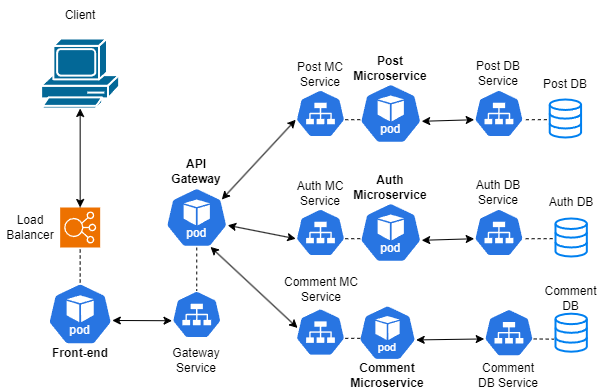 Client
Post MC
Service
Post
Microservice
Post DB
Service
Post DB
pod
API
Gateway
pod
Auth MC
Service
Auth
Microservice
Auth DB
Service
Auth DB
pod
Load
Balancer
Comment MC
Service
Comment
DB
pod
Front-end
Gateway
Service
pod
Comment
Microservice
Comment
DB Service